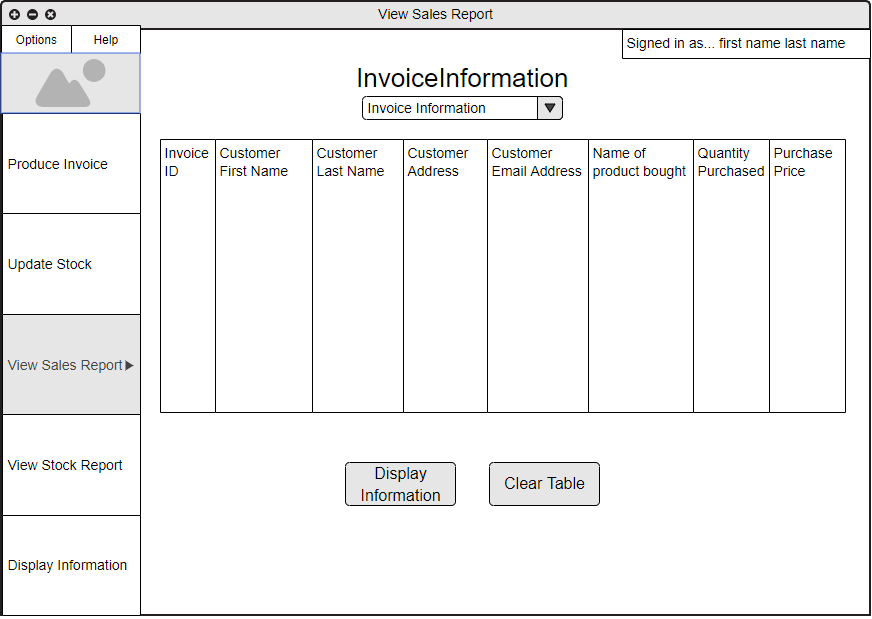 View Sales Report
Options
Help
Signed in as... first name last name
InvoiceInformation
Invoice Information
Produce Invoice
Update Stock
View Sales Report
View Stock Report
Display Information
Invoice
ID
Customer
First Name
Customer
Last Name
Customer
Address
Customer
Email Address
Name of
product bought
Quantity
Purchased
Purchase
Price
Display
Information
Clear Table